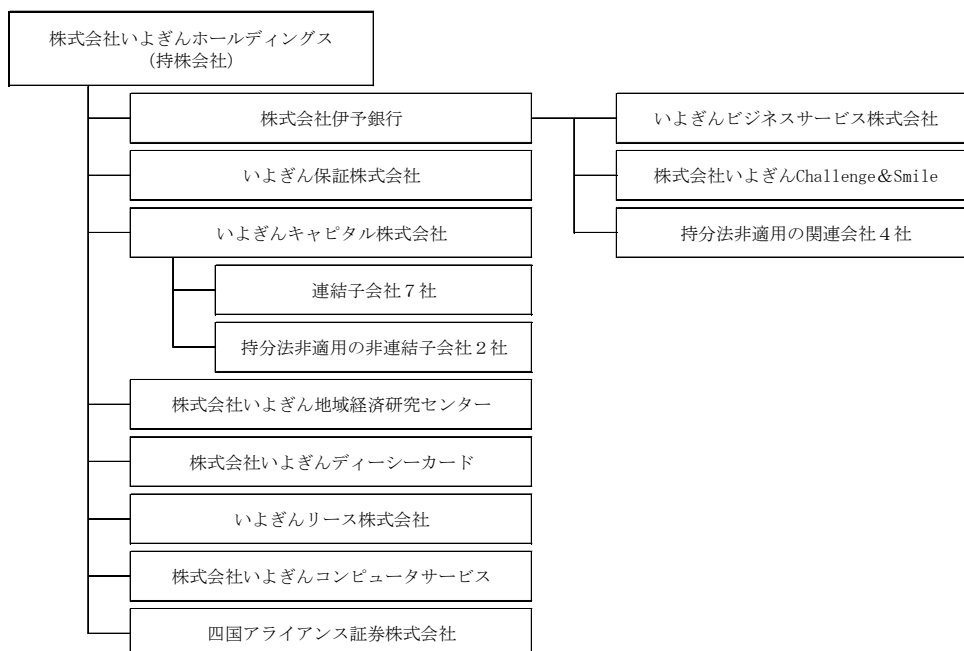 株式会社いよぎんホールディングス
(持株会社)
株式会社伊予銀行
いよぎんビジネスサービス株式会社
いよぎん保証株式会社
株式会社いよぎんChallenge&Smile
いよぎんキャピタル株式会社
持分法非適用の関連会社4社
連結子会社7社
持分法非適用の非連結子会社2社
株式会社いよぎん地域経済研究センター
株式会社いよぎんディーシーカード
いよぎんリース株式会社
株式会社いよぎんコンピュータサービス
四国アライアンス証券株式会社